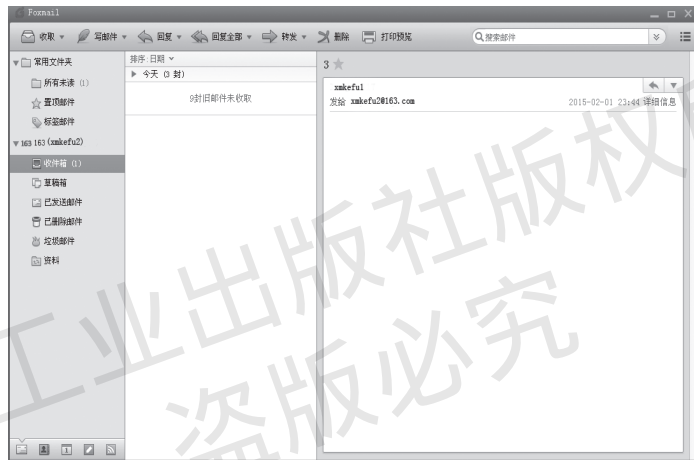 Foxmail
收取 写邮件 回复 回复全部 转发 删除 打印预览 搜索邮件
常用文件夹
所有未读 (1)
置顶邮件
标签邮件
163 163 (xmkefu2)
收件箱 (1)
草稿箱
已发送邮件
已删除邮件
垃圾邮件
资料
排序:日期
今天 (3 封)
9封旧邮件未收取
3
xmkefu1
发给 xmkefu2@163.com 2015-02-01 23:44 详细信息
工业出版社版权所
盗版必究